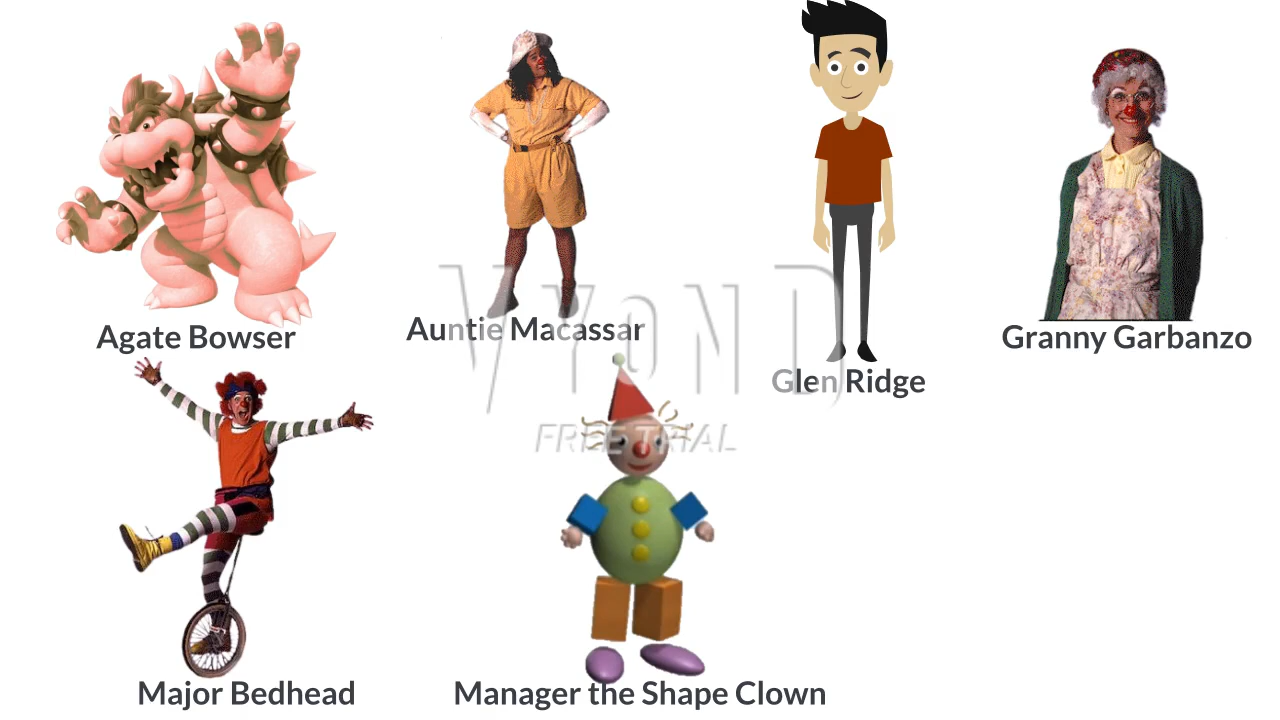 Agate Bowser
Auntie Macassar
Glen Ridge
Granny Garbanzo
VYOND
FREE TRIAL
Major Bedhead
Manager the Shape Clown